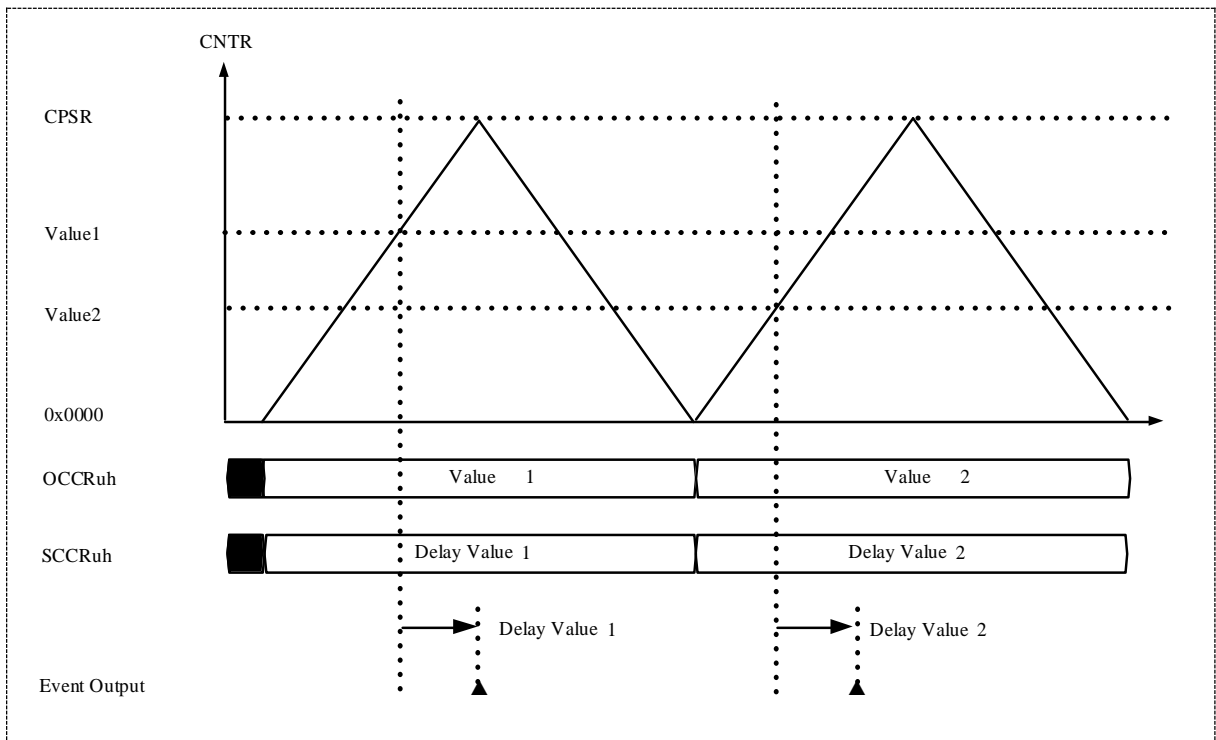 CNTR
CPSR
Value1
Value2
0x0000
OCCRuh
Value 1
Value 2
SCCRuh
Delay Value 1
Delay Value 2
Delay Value 1
Delay Value 2
Event Output